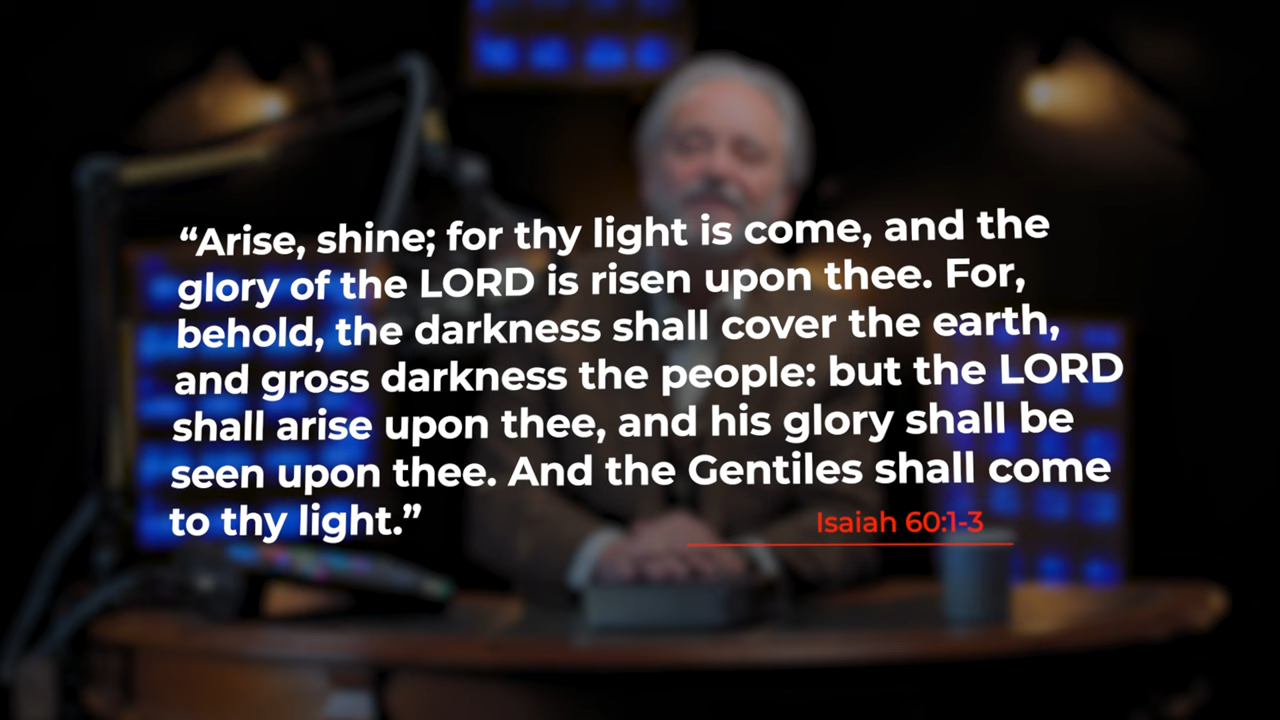 “Arise, shine; for thy light is come, and the
glory of the LORD is risen upon thee. For,
behold, the darkness shall cover the earth,
and gross darkness the people: but the LORD
shall arise upon thee, and his glory shall be
seen upon thee. And the Gentiles shall come
to thy light.”
Isaiah 60:1-3